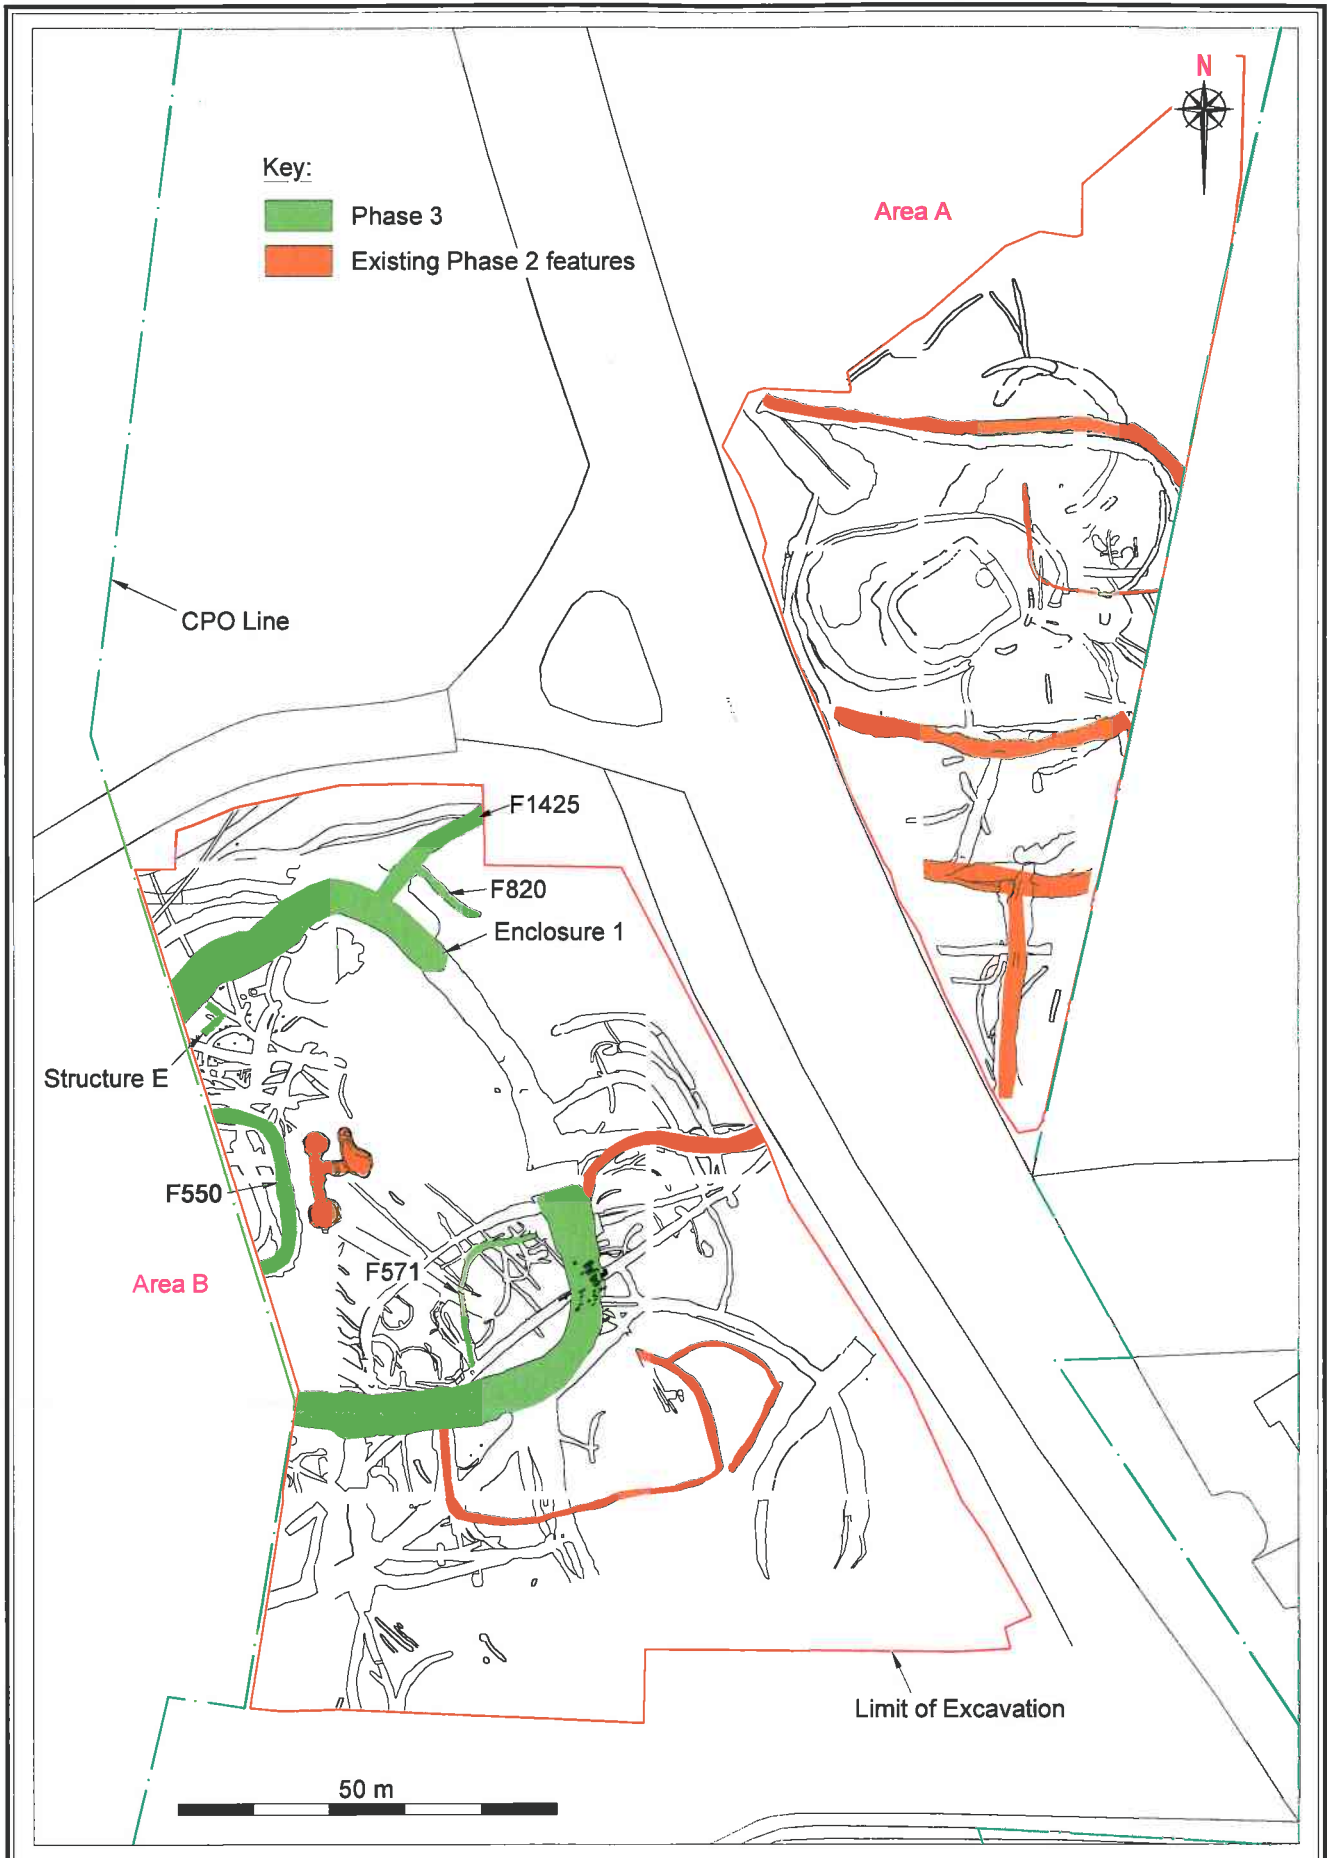 N
Key:
Area A
Phase 3
Existing Phase 2 features
CPO Line
F1425
F820
Enclosure 1
Structure E
F550
F571
Area B
Limit of Excavation
50 m